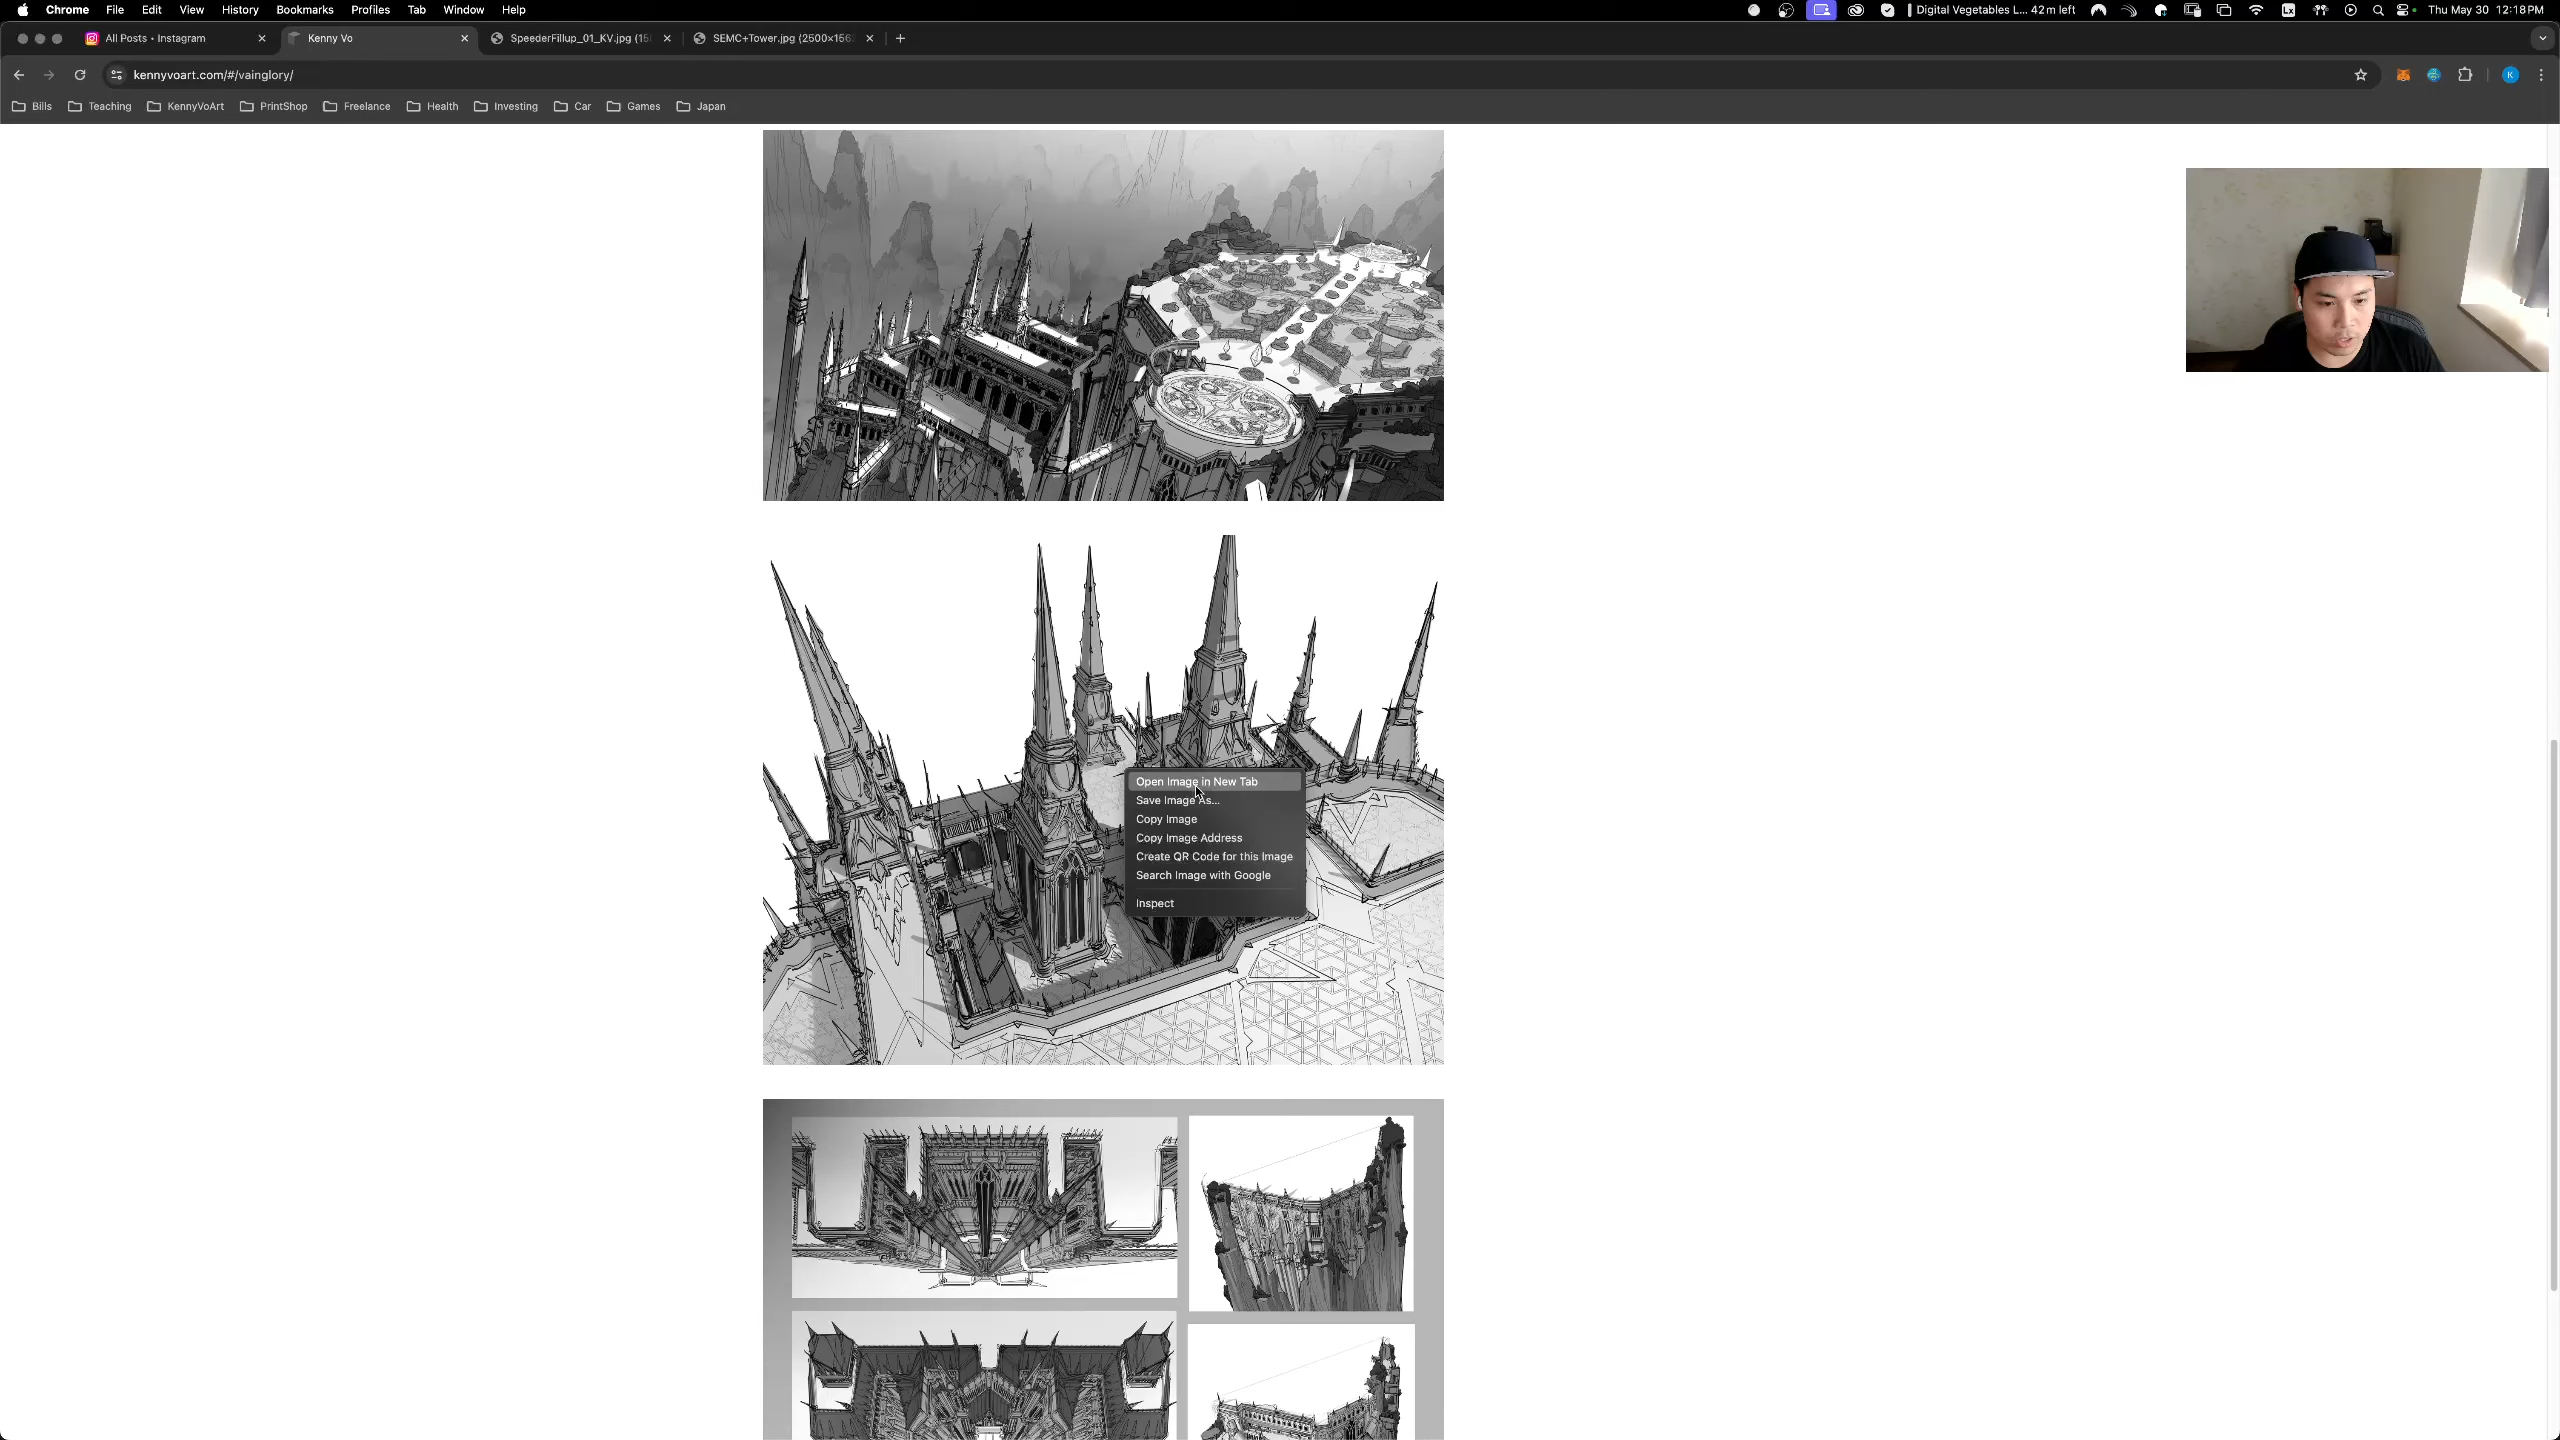 Chrome File Edit View History Bookmarks Profiles Tab Window Help
Digital Vegetables L... 42m left
Thu May 30 12:18PM
All Posts • Instagram
Kenny Vo
SpeederFillup_01_KV.jpg (15
SEMC+Tower.jpg (2500×156
kennyvoart.com/#/vainglory/
K
Bills Teaching KennyVoArt PrintShop Freelance Health Investing Car Games Japan
Open Image in New Tab
Save Image As...
Copy Image
Copy Image Address
Create QR Code for this Image
Search Image with Google
Inspect